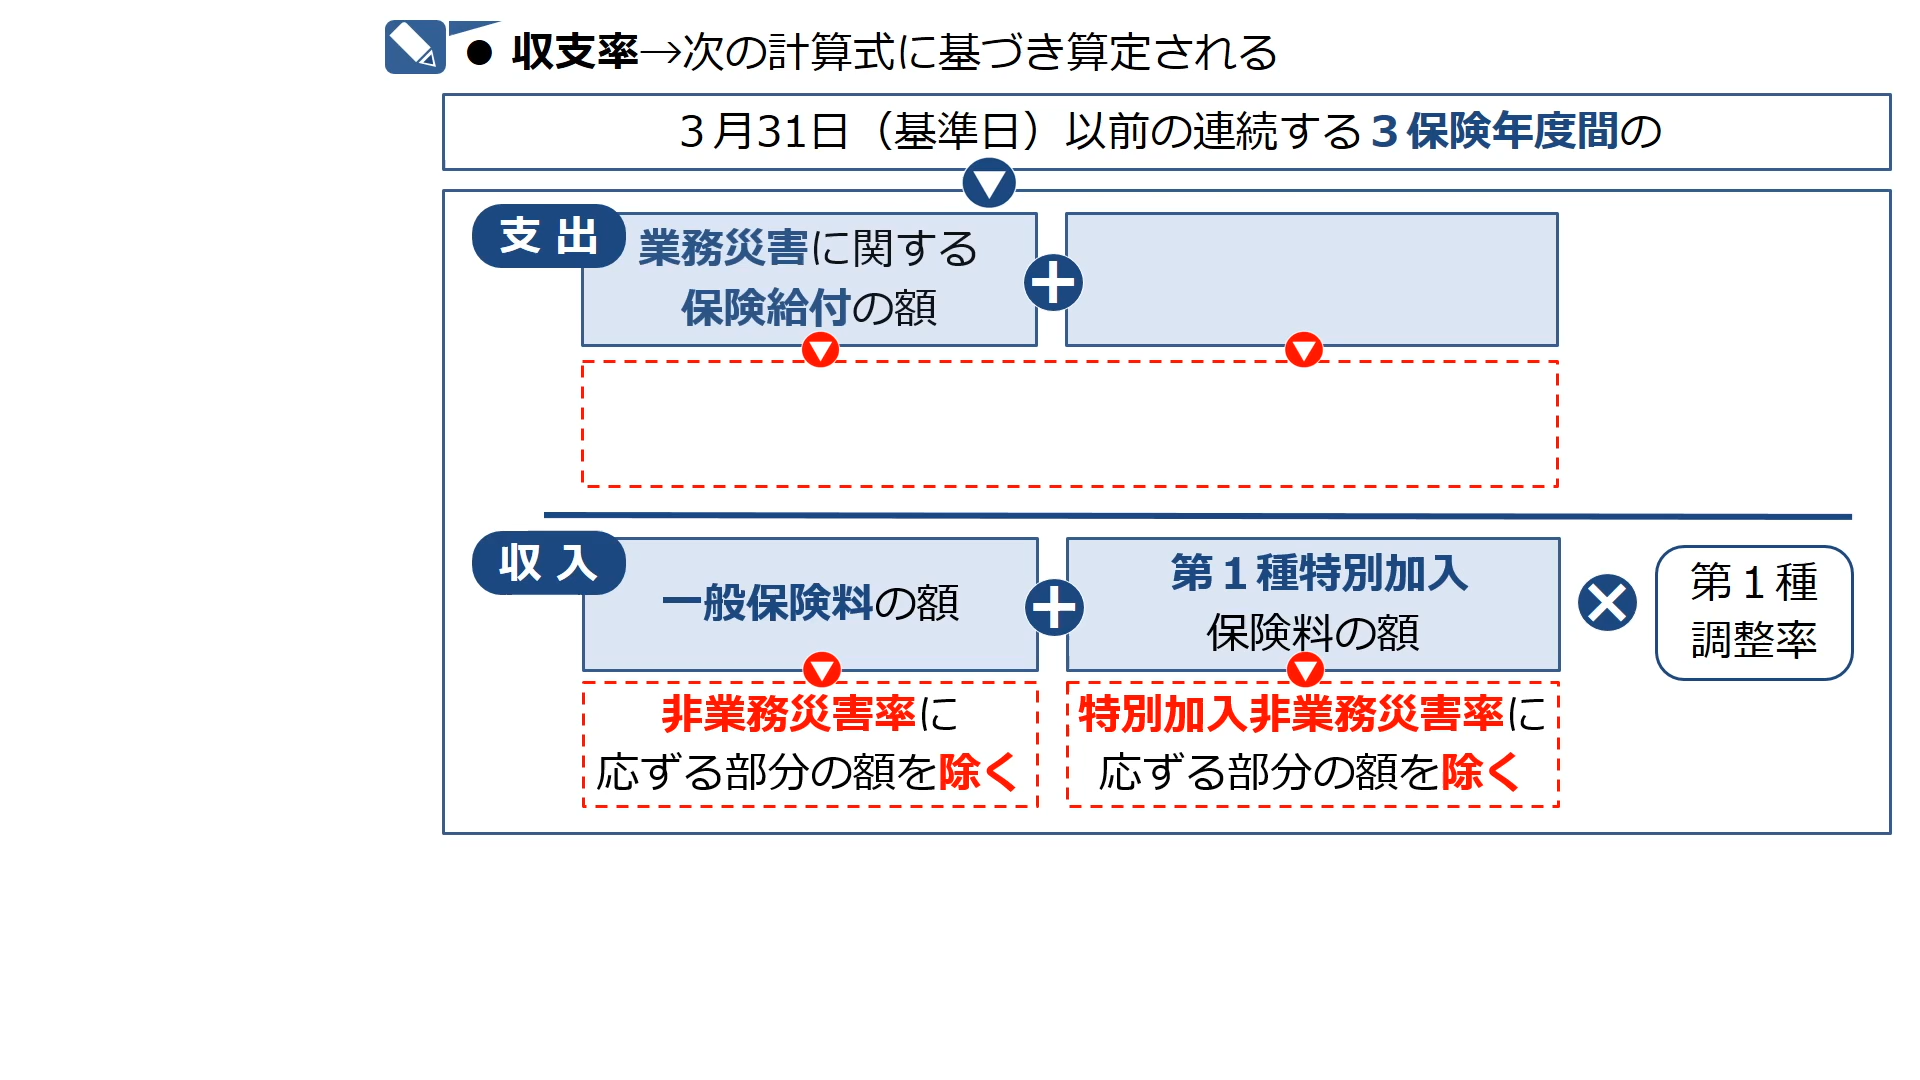 ● 収支率→次の計算式に基づき算定される
３月31日（基準日）以前の連続する３保険年度間の
支出
業務災害に関する
保険給付の額
収入
一般保険料の額
第１種特別加入
保険料の額
第１種
調整率
非業務災害率に
応ずる部分の額を除く
特別加入非業務災害率に
応ずる部分の額を除く